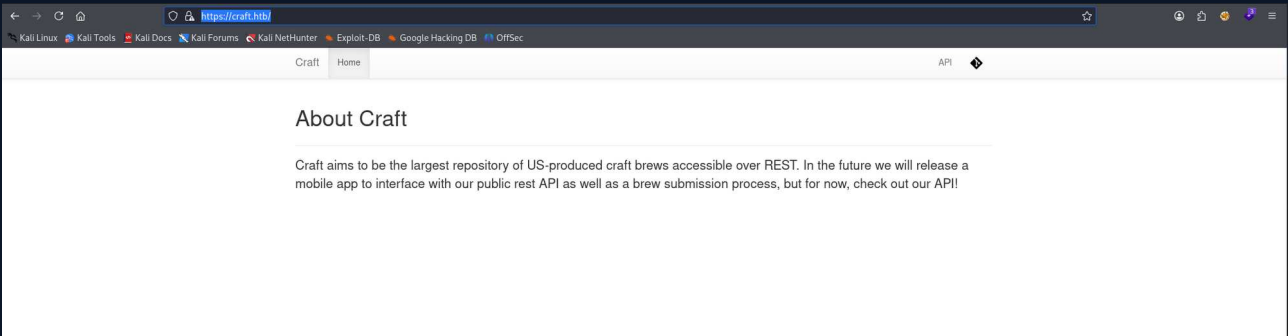 https://craft.htb/
Kali Linux Kali Tools Kali Docs Kali Forums Kali NetHunter Exploit-DB Google Hacking DB OffSec
Craft Home API
About Craft
Craft aims to be the largest repository of US-produced craft brews accessible over REST. In the future we will release a
mobile app to interface with our public rest API as well as a brew submission process, but for now, check out our API!